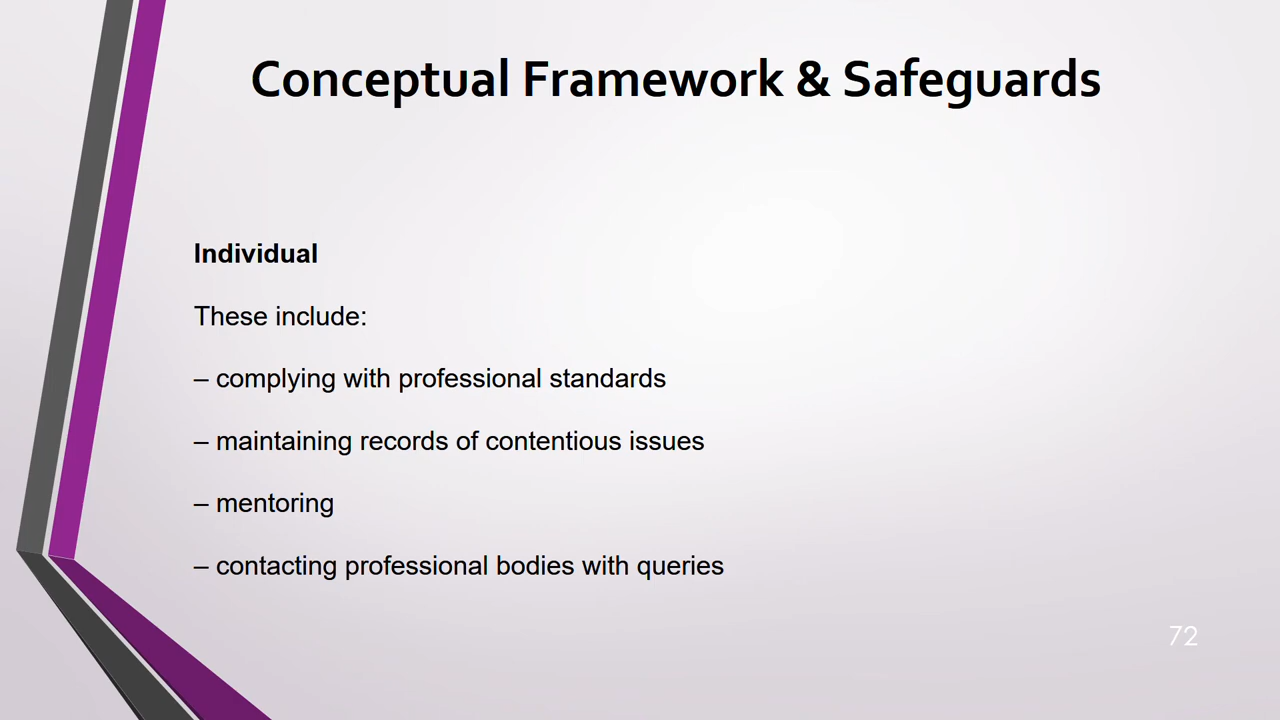 Conceptual Framework & Safeguards
Individual
These include:
– complying with professional standards
– maintaining records of contentious issues
– mentoring
– contacting professional bodies with queries
72